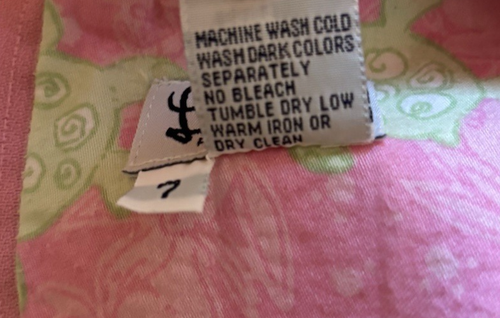 MACHINE WASH COLD
WASH DARK COLORS
SEPARATELY
NO BLEACH
TUMBLE DRY LOW
WARM IRON OR
DRY CLEAN
7